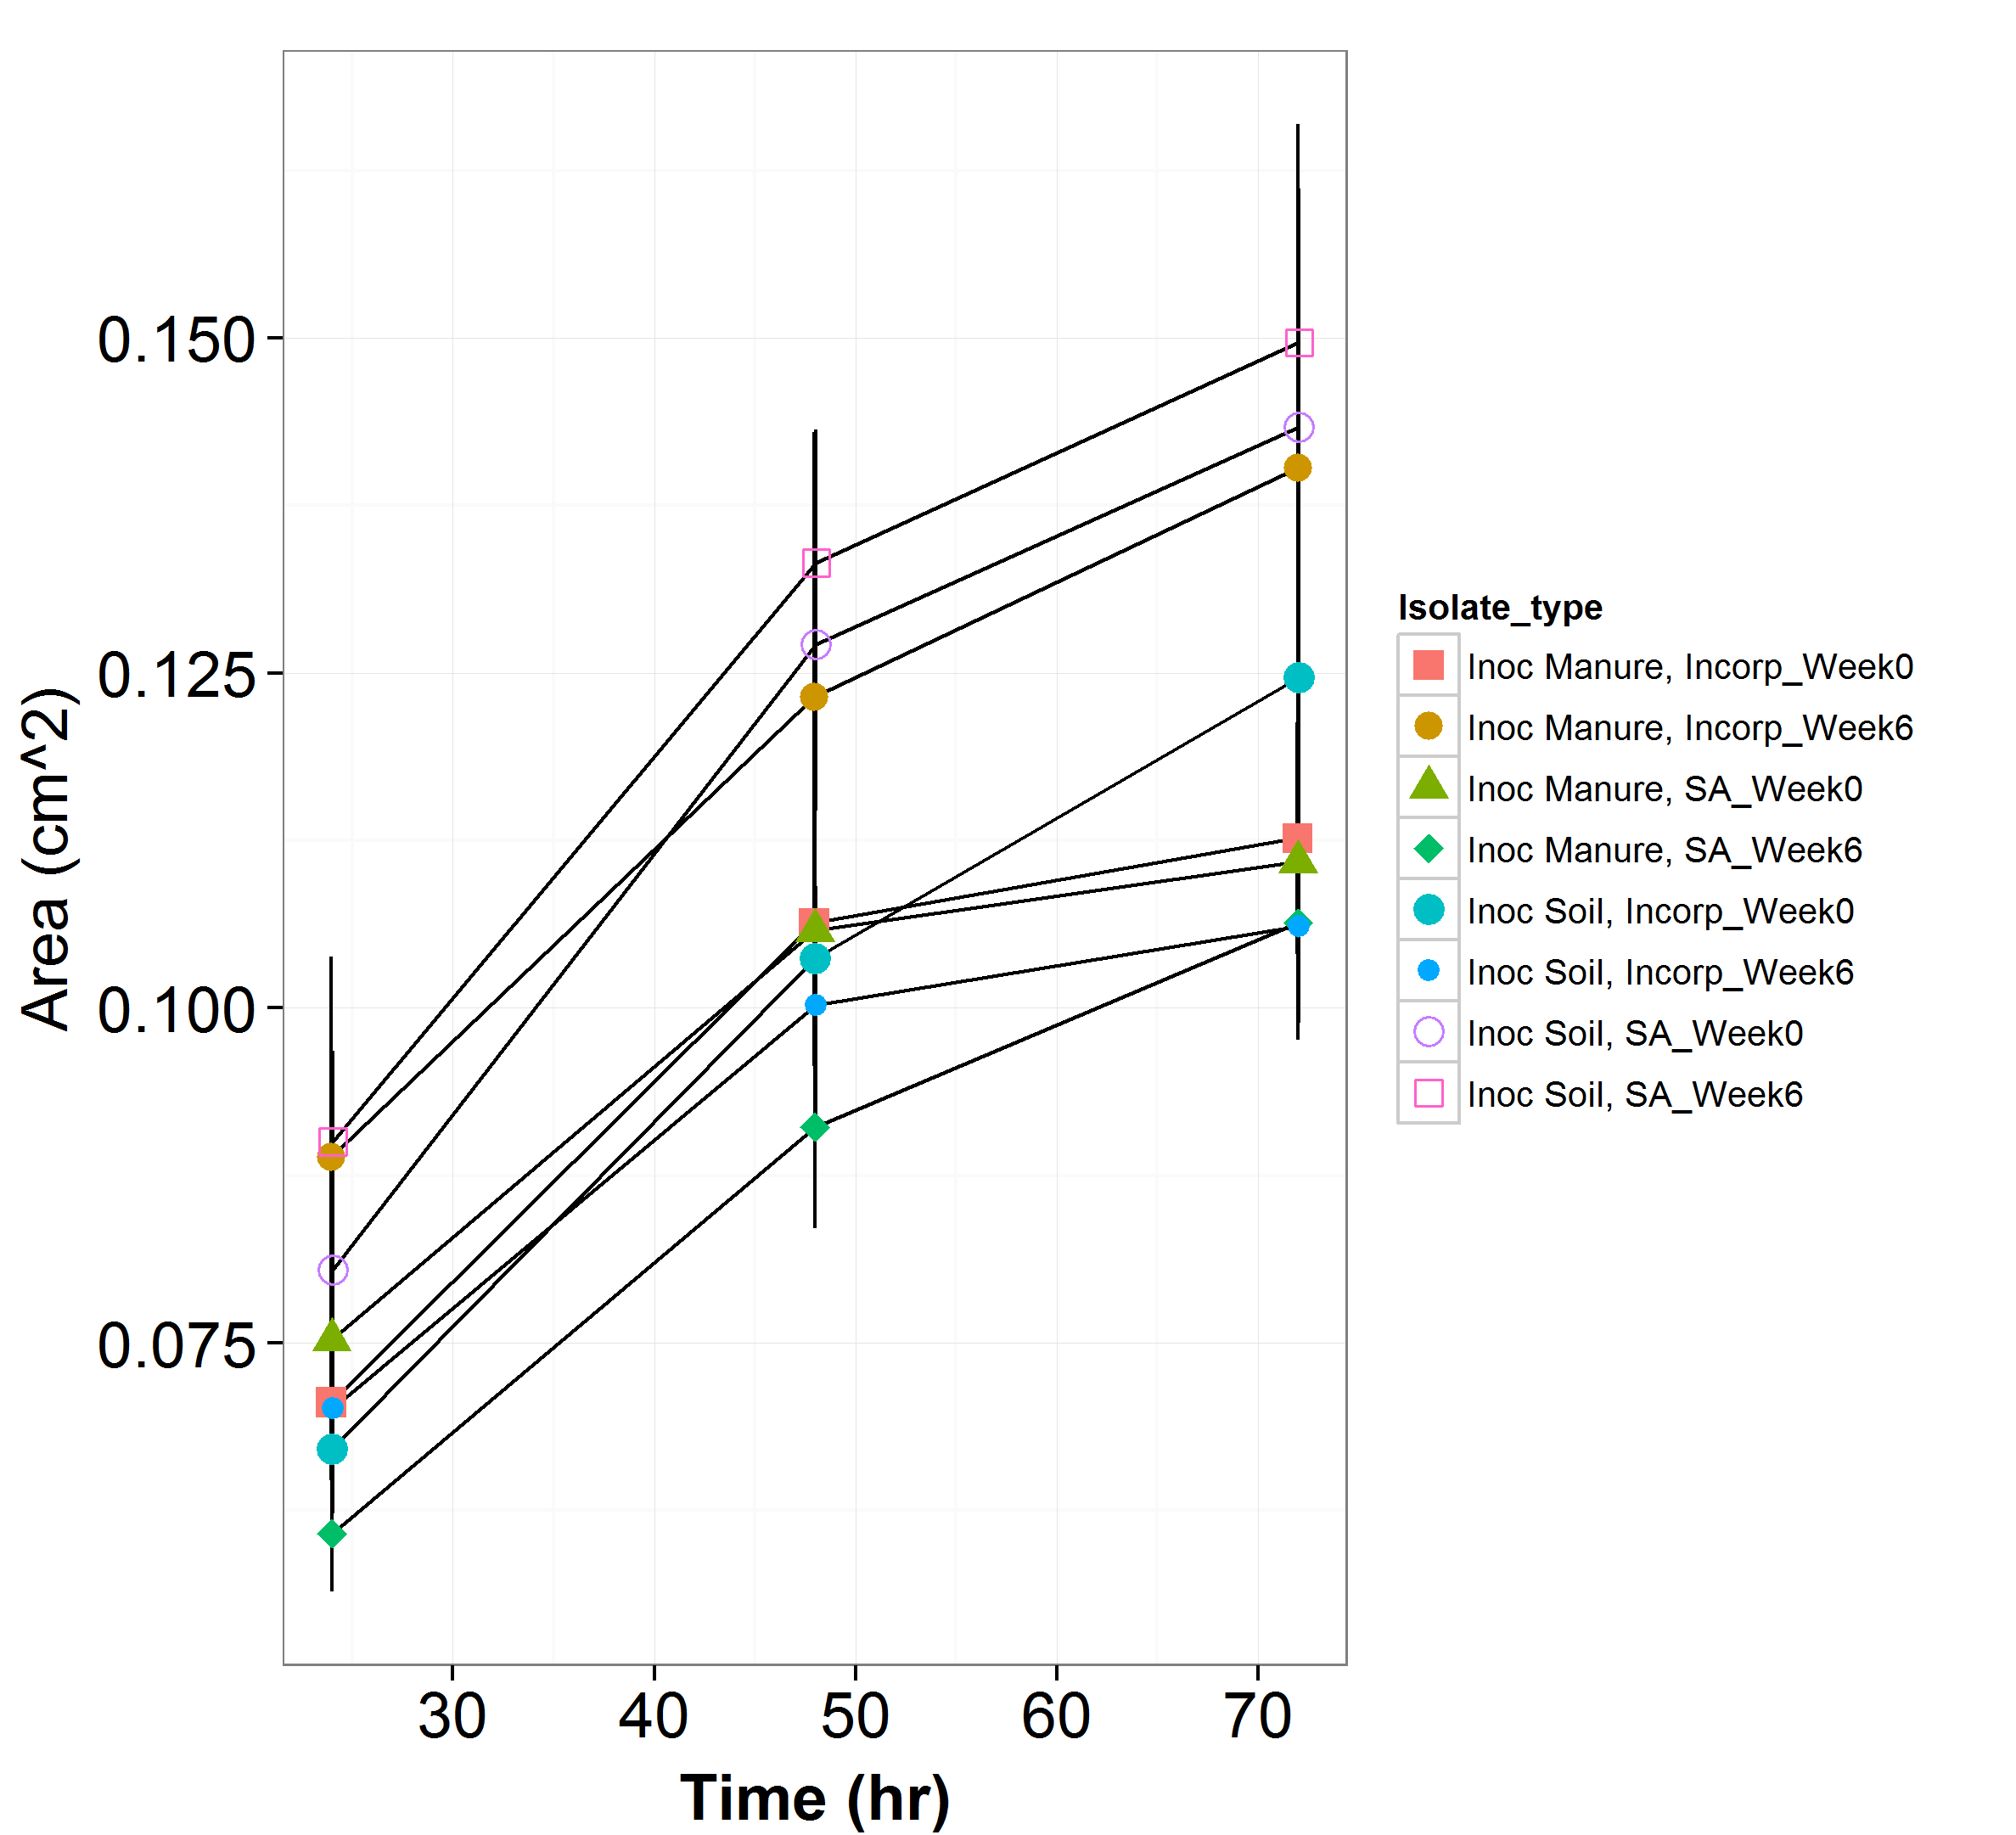 0.150
0.125
0.100
0.075
Area (cm^2)
30 40 50 60 70
Time (hr)
Isolate_type
Inoc Manure, Incorp_Week0
Inoc Manure, Incorp_Week6
Inoc Manure, SA_Week0
Inoc Manure, SA_Week6
Inoc Soil, Incorp_Week0
Inoc Soil, Incorp_Week6
Inoc Soil, SA_Week0
Inoc Soil, SA_Week6